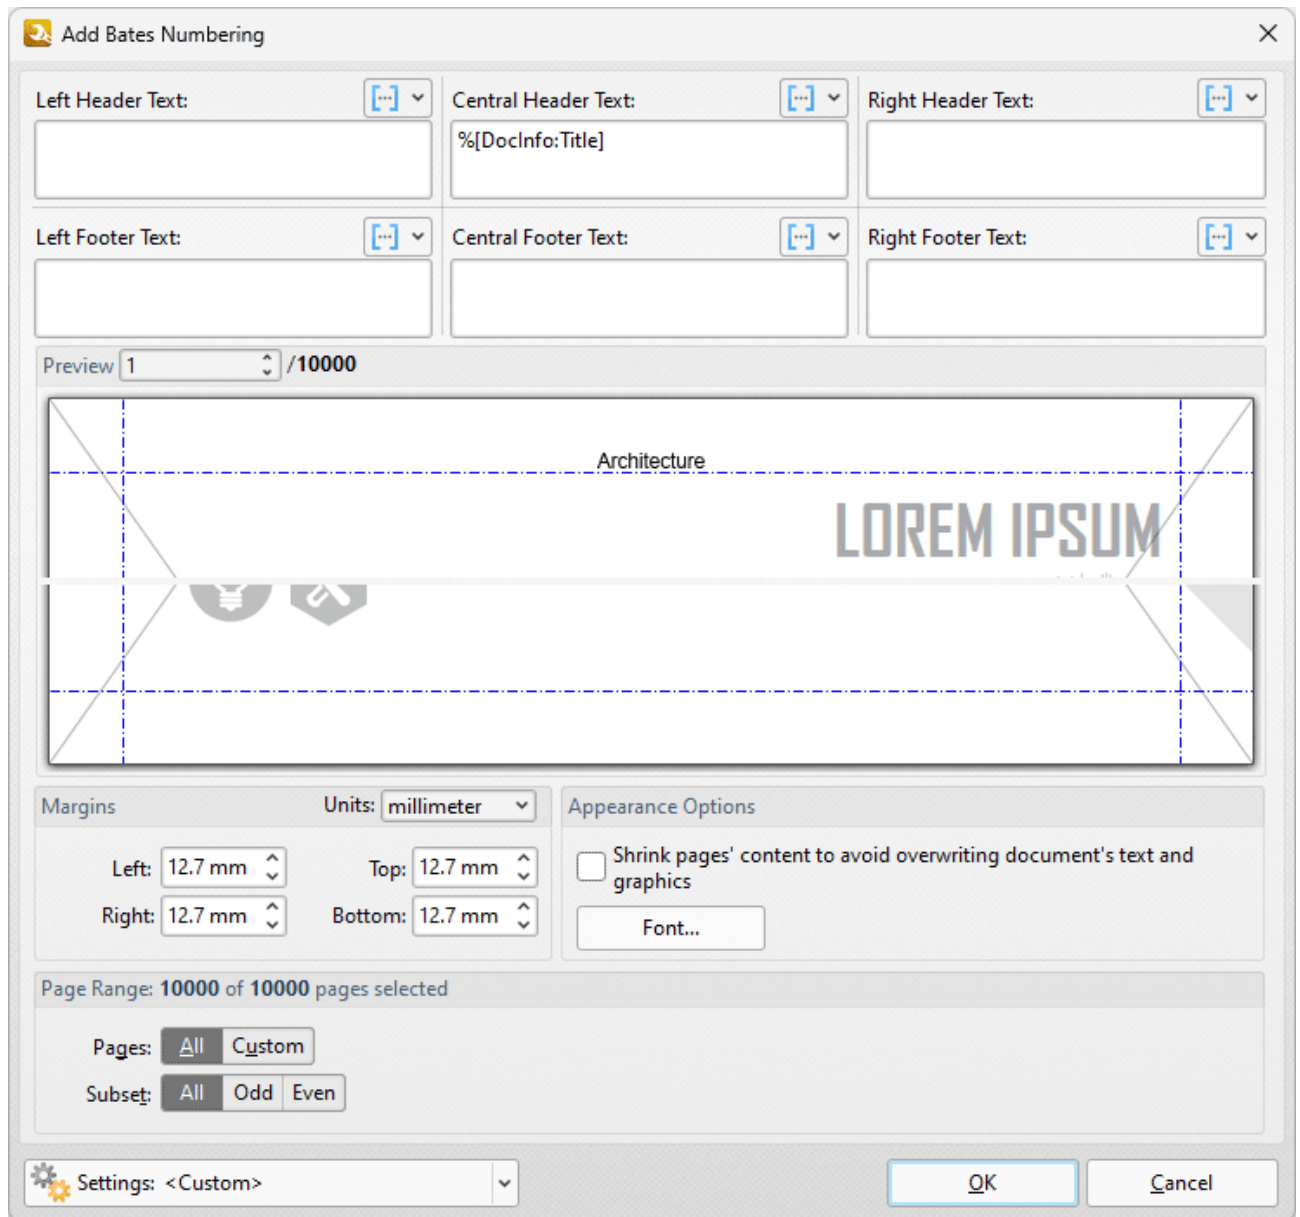 Add Bates Numbering
Left Header Text:
Central Header Text:
Right Header Text:
%[DocInfo:Title]
Left Footer Text:
Central Footer Text:
Right Footer Text:
Preview 1 /10000
Architecture
LOREM IPSUM
Margins Units: millimeter
Appearance Options
Left: 12.7 mm Top: 12.7 mm
Right: 12.7 mm Bottom: 12.7 mm
Shrink pages' content to avoid overwriting document's text and
graphics
Font...
Page Range: 10000 of 10000 pages selected
Pages: All Custom
Subset: All Odd Even
Settings: <Custom>
OK
Cancel